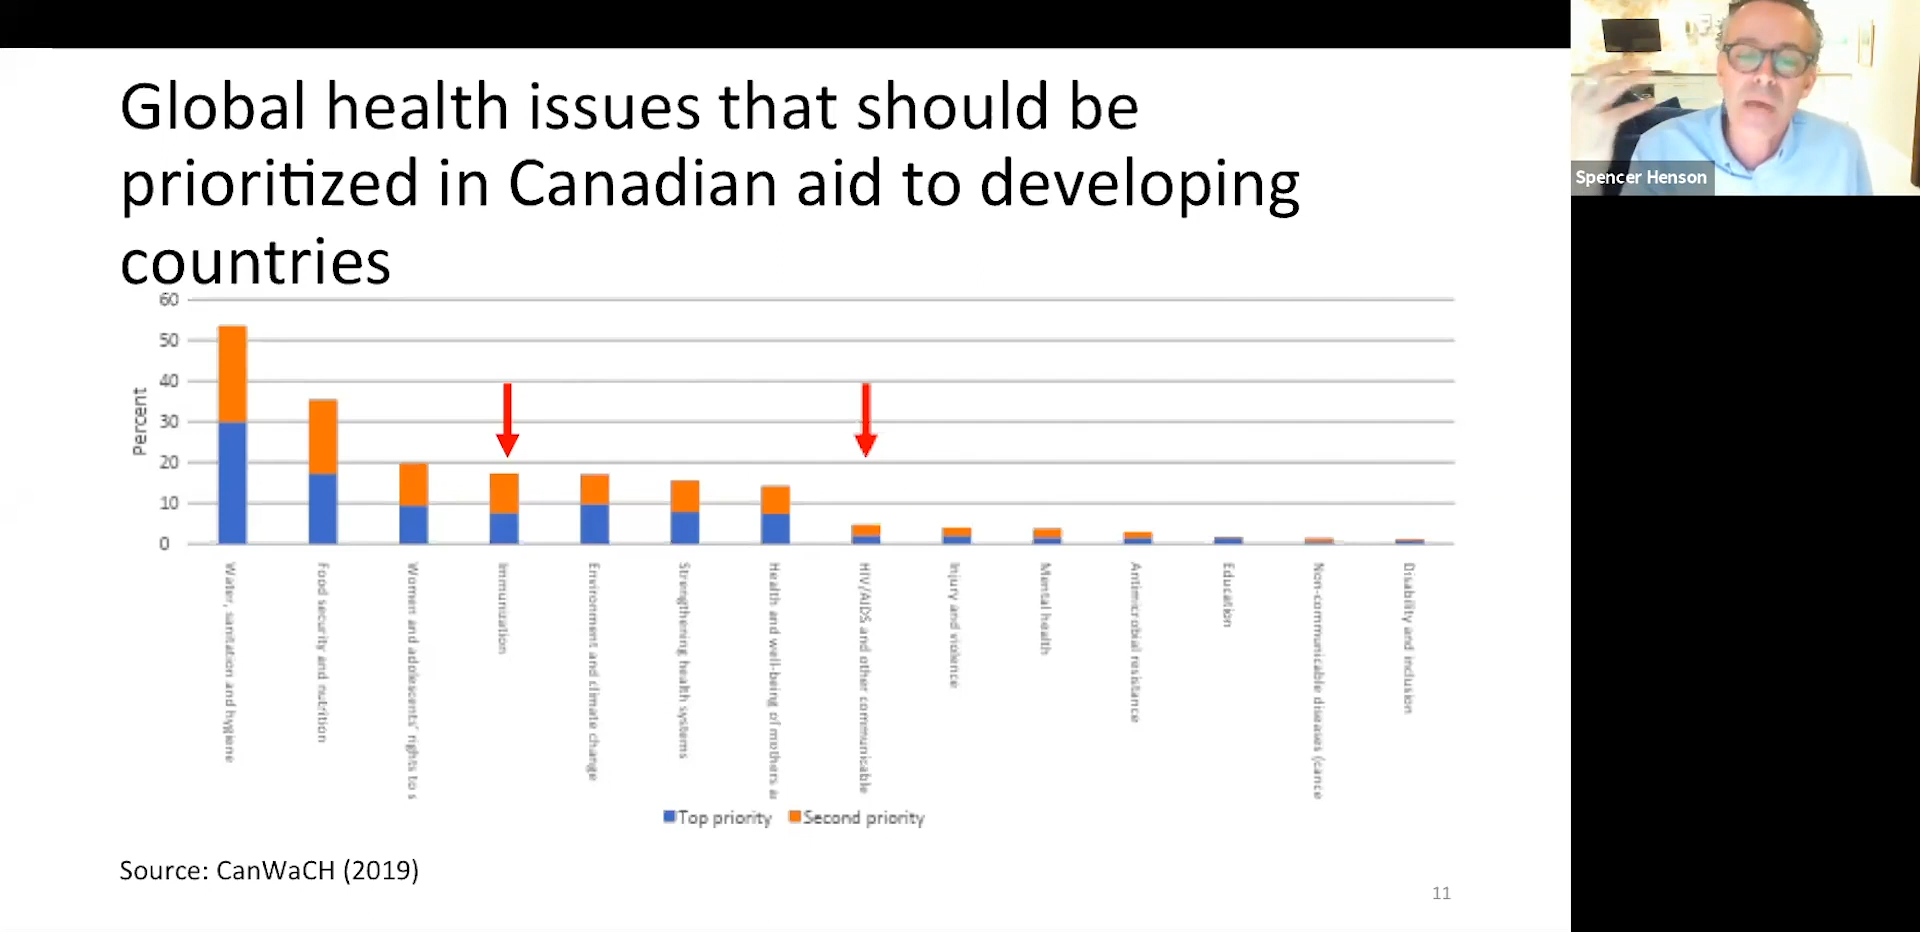 Global health issues that should be
prioritized in Canadian aid to developing
countries
Spencer Henson
60
50
40
30
20
10
0
Percent
Water, sanitation and hygiene
Food security and nutrition
Women and adolescents' rights to s
Immunization
Environment and climate change
Strengthening health systems
Health and well-being of mothers a
HIV/AIDS and other communicable
Injury and violence
Mental health
Antimicrobial resistance
Education
Non-communicable diseases (cance
Disability and inclusion
Top priority Second priority
Source: CanWaCH (2019)
11